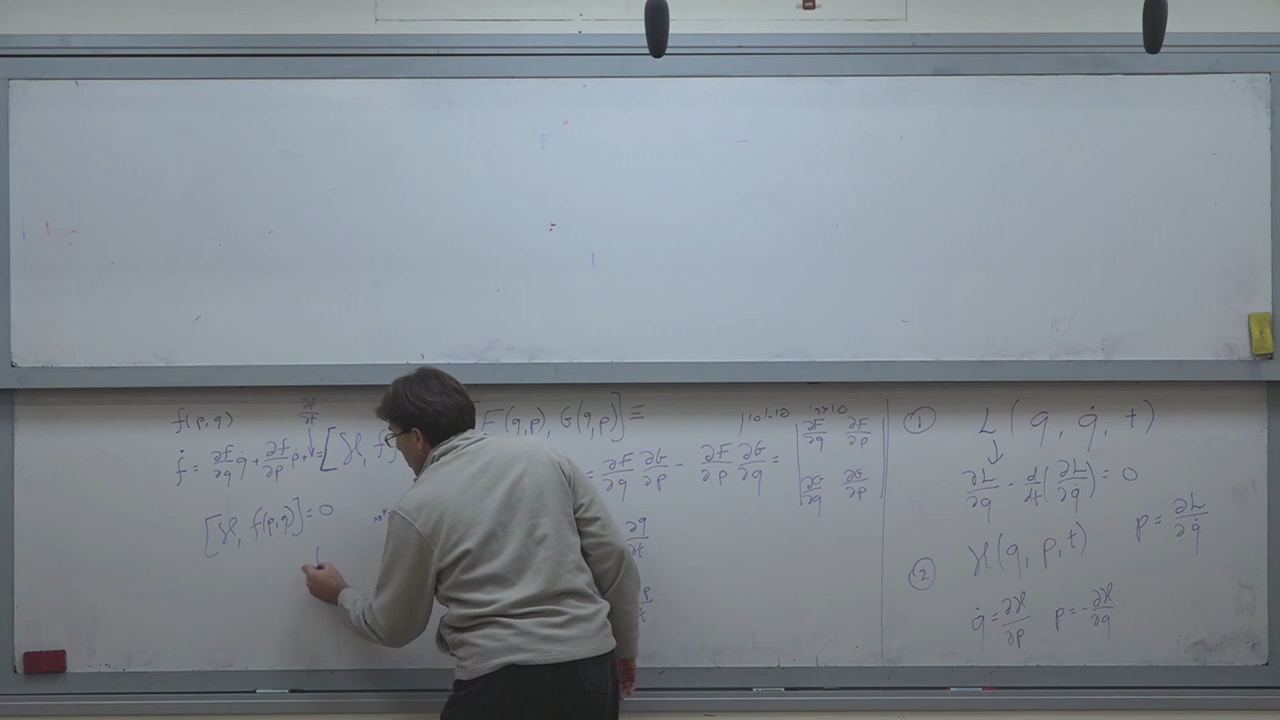 f(p,q)
∂f/∂t
ḟ = ∂F/∂q q̇ + ∂f/∂p ṗ + = [ℋ, f
[ℋ, f(p,q)] = 0
F(q,p), G(q,p)] ≡
= ∂F/∂q ∂G/∂p - ∂F/∂p ∂G/∂q = | ∂F/∂q ∂F/∂p
∂G/∂q ∂G/∂p |
∂q/∂t
① L(q, q̇, t)
↓
∂L/∂q - d/dt(∂L/∂q̇) = 0
p = ∂L/∂q̇
② ℋ(q, p, t)
q̇ = ∂ℋ/∂p ṗ = -∂ℋ/∂q